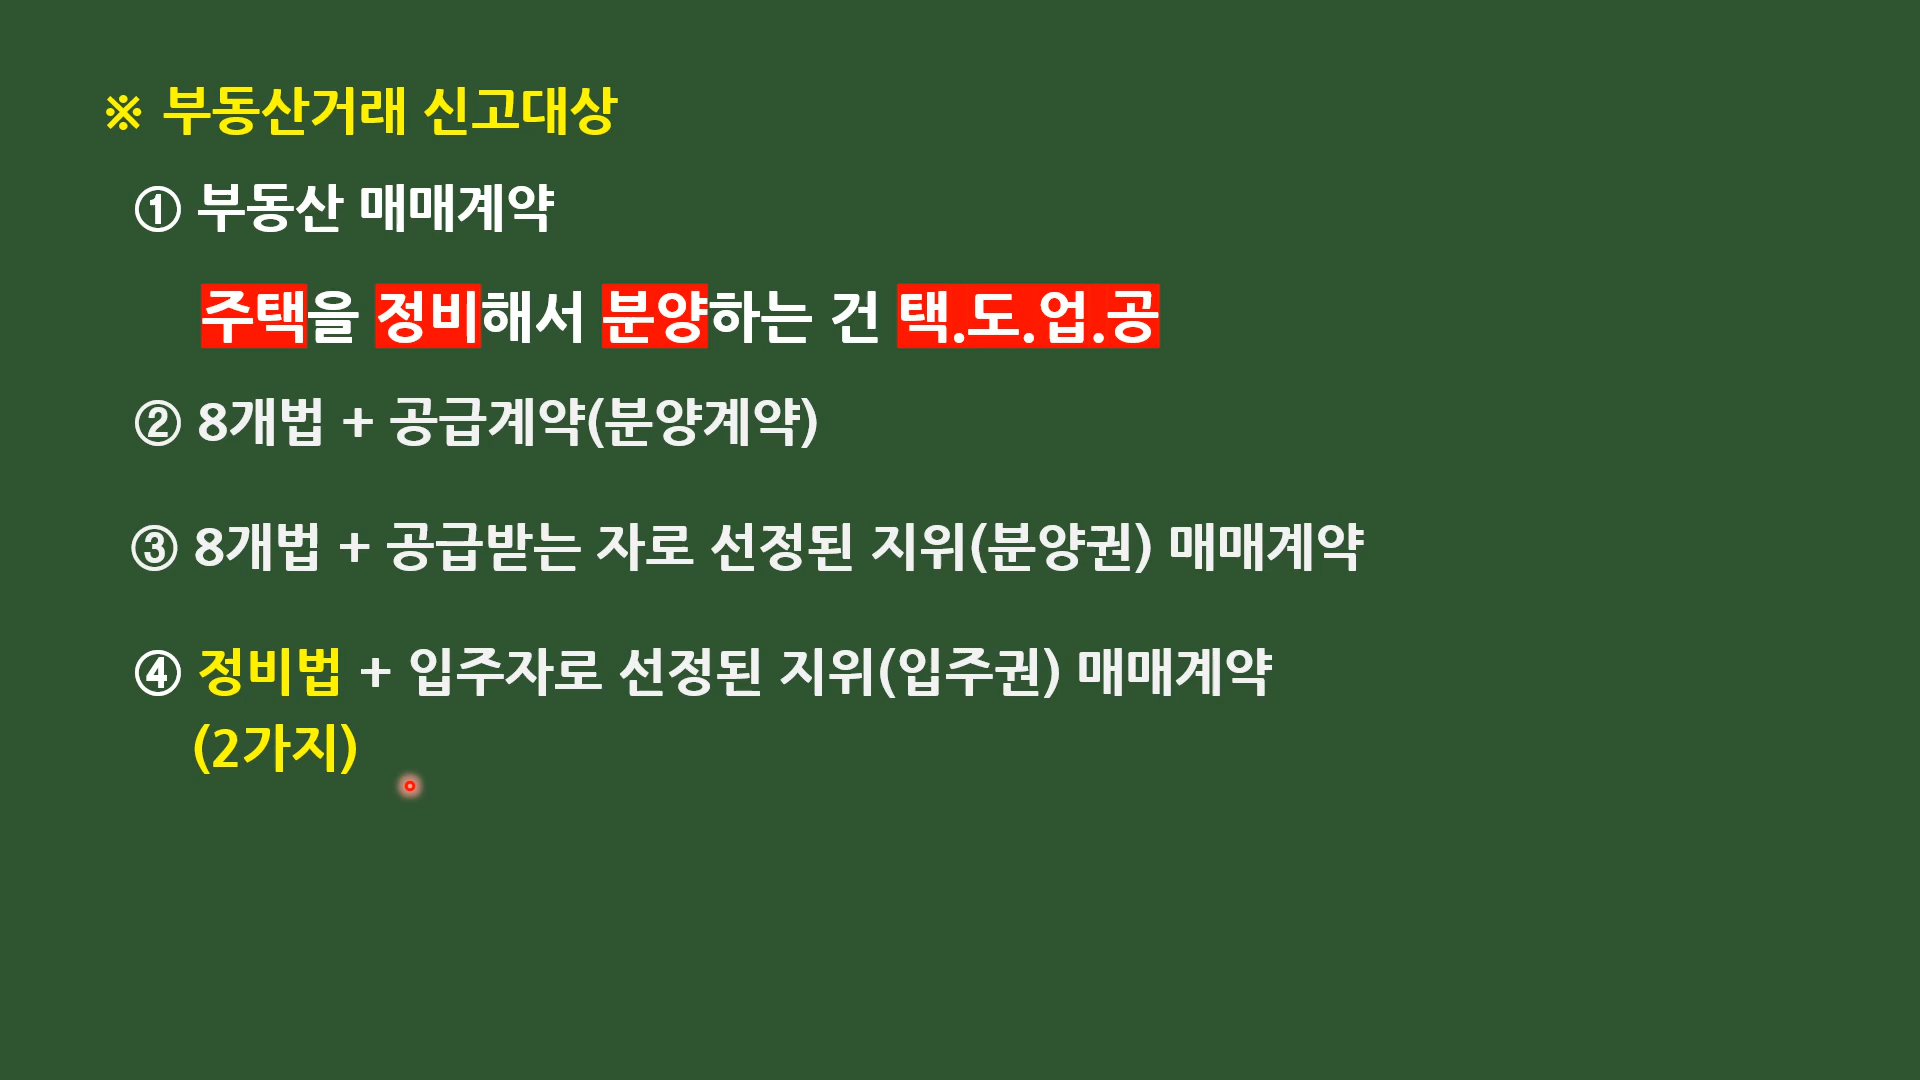 ※ 부동산거래 신고대상
① 부동산 매매계약
주택을 정비해서 분양하는 건 택.도.업.공
② 8개법 + 공급계약(분양계약)
③ 8개법 + 공급받는 자로 선정된 지위(분양권) 매매계약
④ 정비법 + 입주자로 선정된 지위(입주권) 매매계약
(2가지)